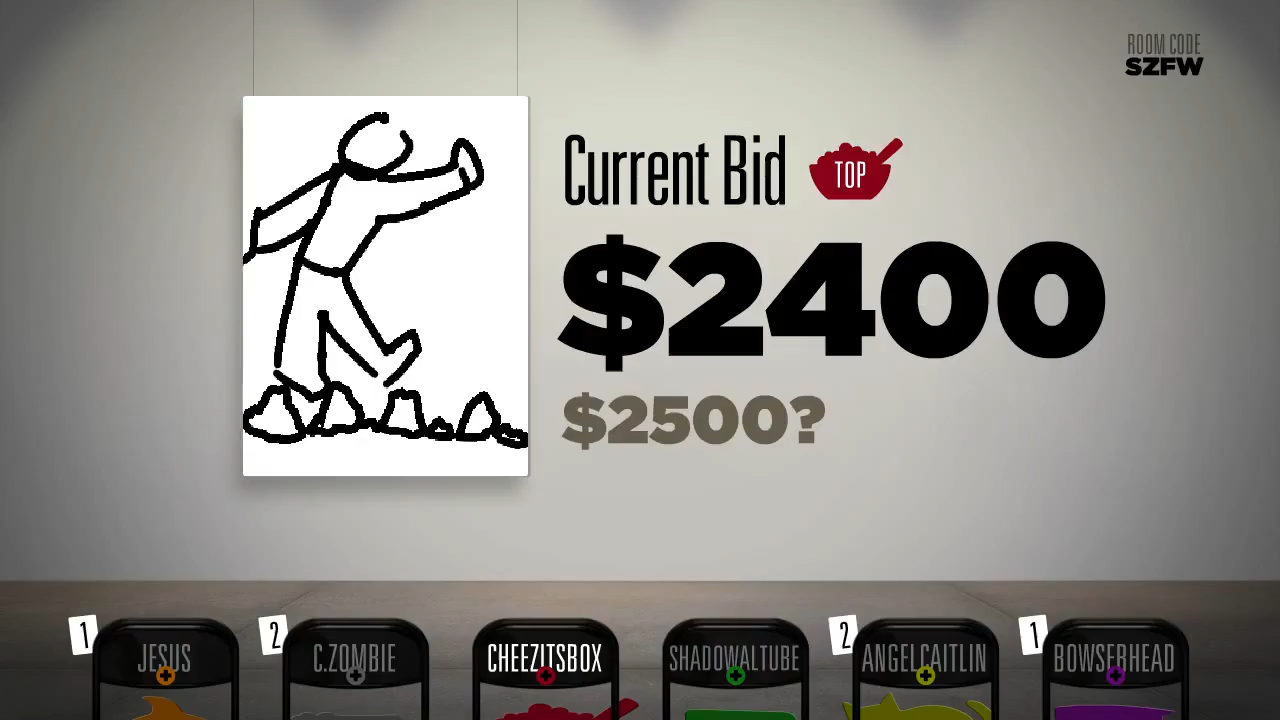 ROOM CODE
SZFW
Current Bid TOP
$2400
$2500?
1 JESUS
2 C.ZOMBIE
CHEEZITSBOX
SHADOWALTUBE
2 ANGELCAITLIN
1 BOWSERHEAD